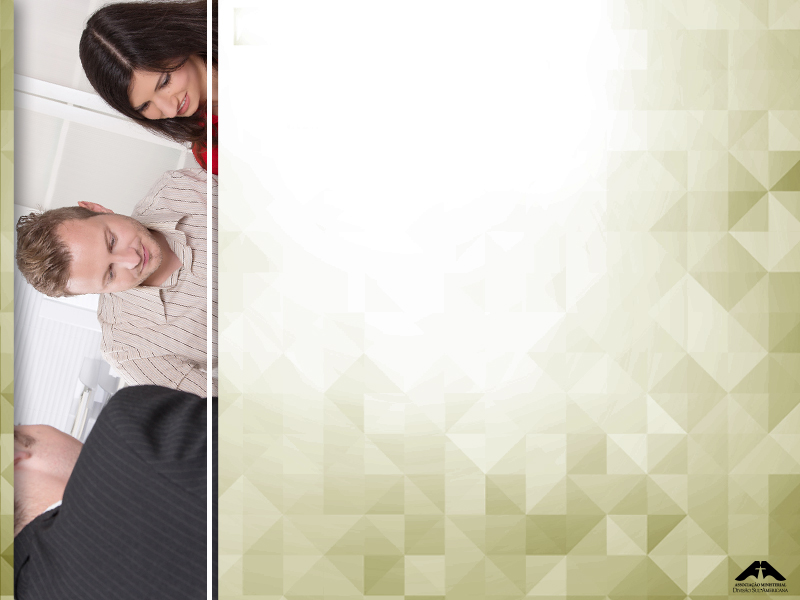 ASSOCIAÇÃO MINISTERIAL
DIVISÃO SUL-AMERICANA